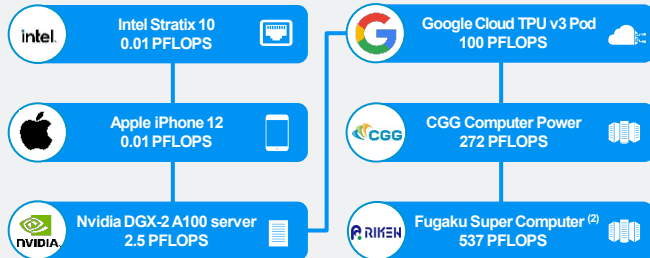 intel.
Intel Stratix 10
0.01 PFLOPS
Apple iPhone 12
0.01 PFLOPS
NVIDIA.
Nvidia DGX-2 A100 server
2.5 PFLOPS
Google Cloud TPU v3 Pod
100 PFLOPS
CGG
CGG Computer Power
272 PFLOPS
RIKEN
Fugaku Super Computer (2)
537 PFLOPS